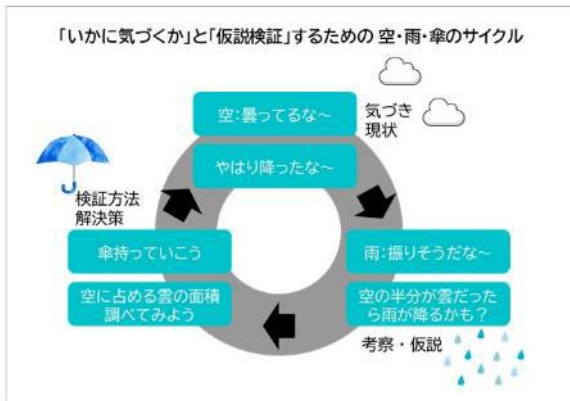 「いかに気づくか」と「仮説検証」するための 空・雨・傘のサイクル
空：曇ってるな～
気づき
現状
やはり降ったな～
検証方法
解決策
傘持っていこう
雨：振りそうだな～
空に占める雲の面積
調べてみよう
空の半分が雲だった
ら雨が降るかも？
考察・仮説